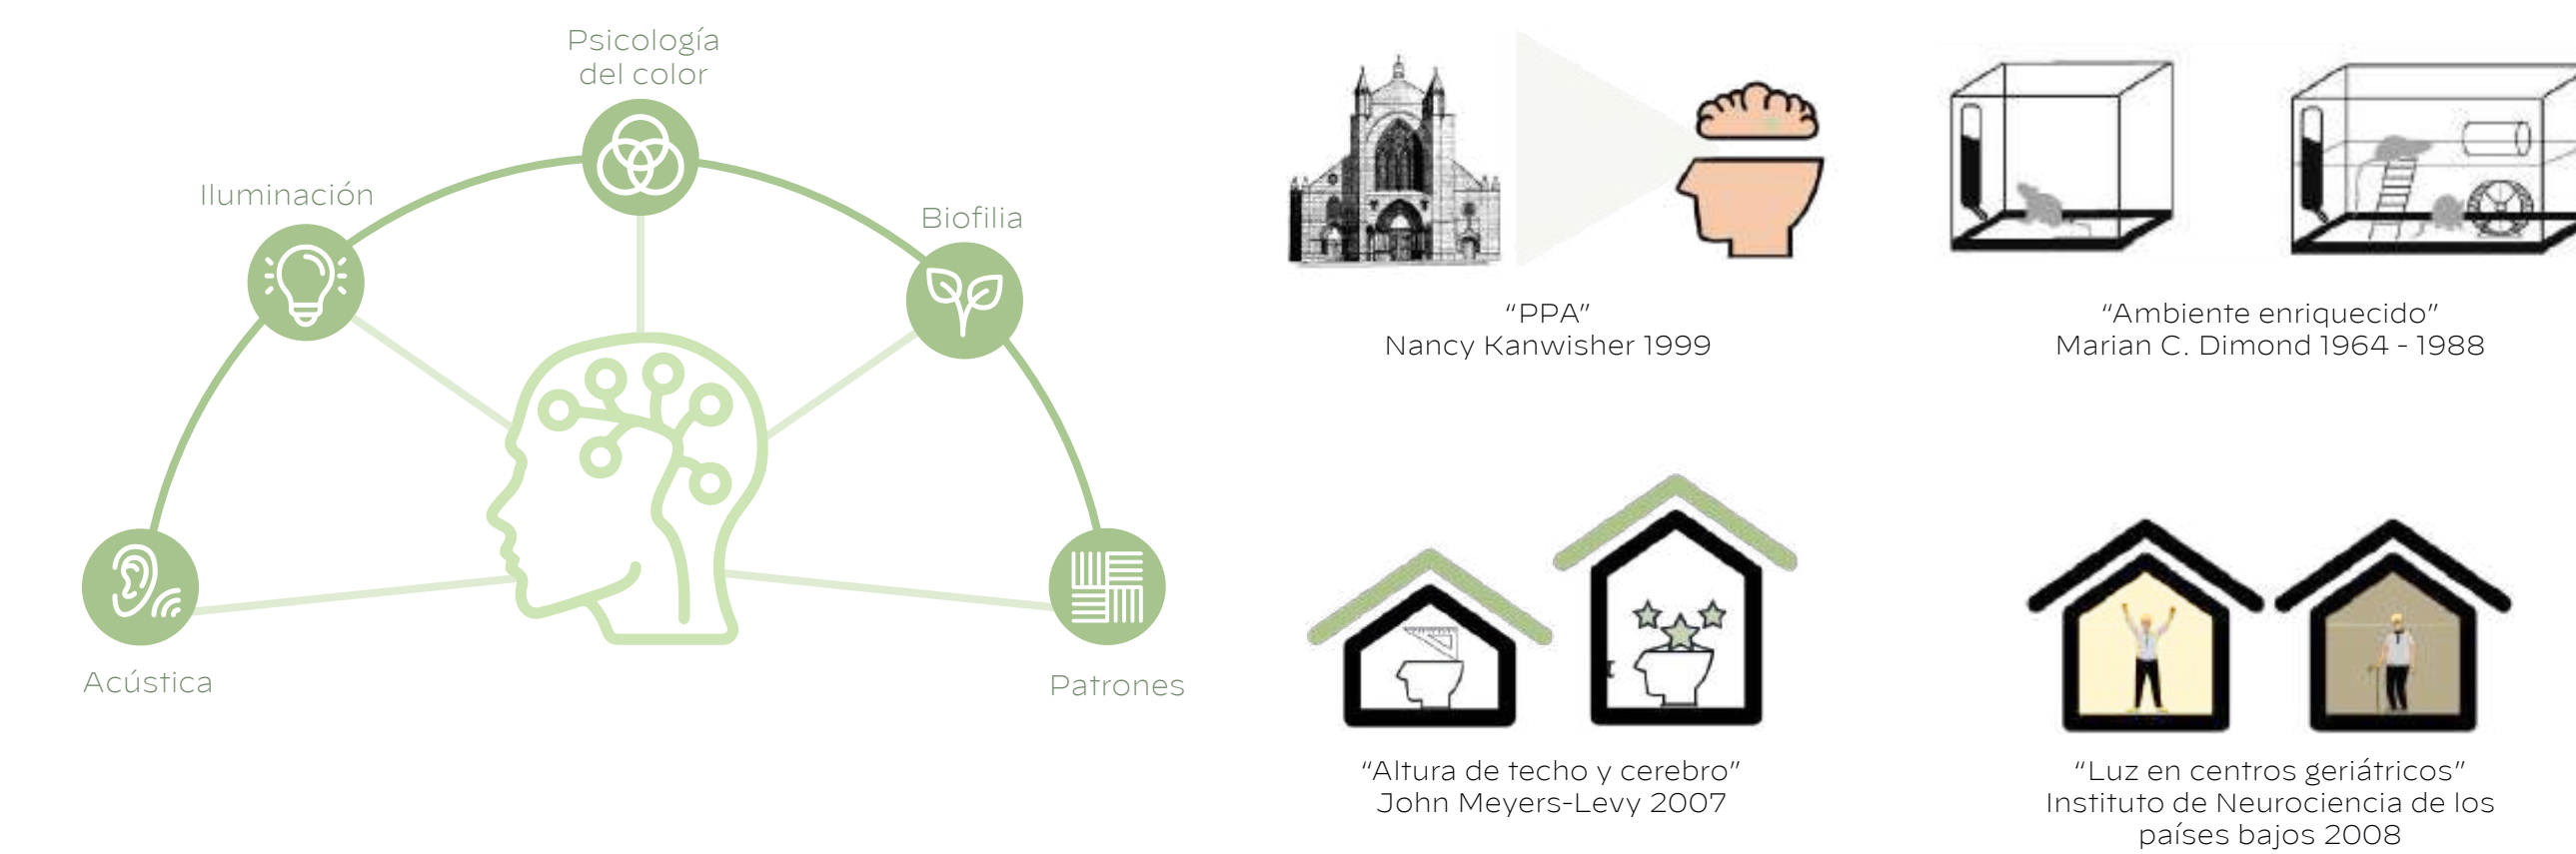 Psicología
del color
Iluminación
Biofilia
Acústica
Patrones
“PPA”
Nancy Kanwisher 1999
“Ambiente enriquecido”
Marian C. Dimond 1964 - 1988
“Altura de techo y cerebro”
John Meyers-Levy 2007
“Luz en centros geriátricos”
Instituto de Neurociencia de los
países bajos 2008